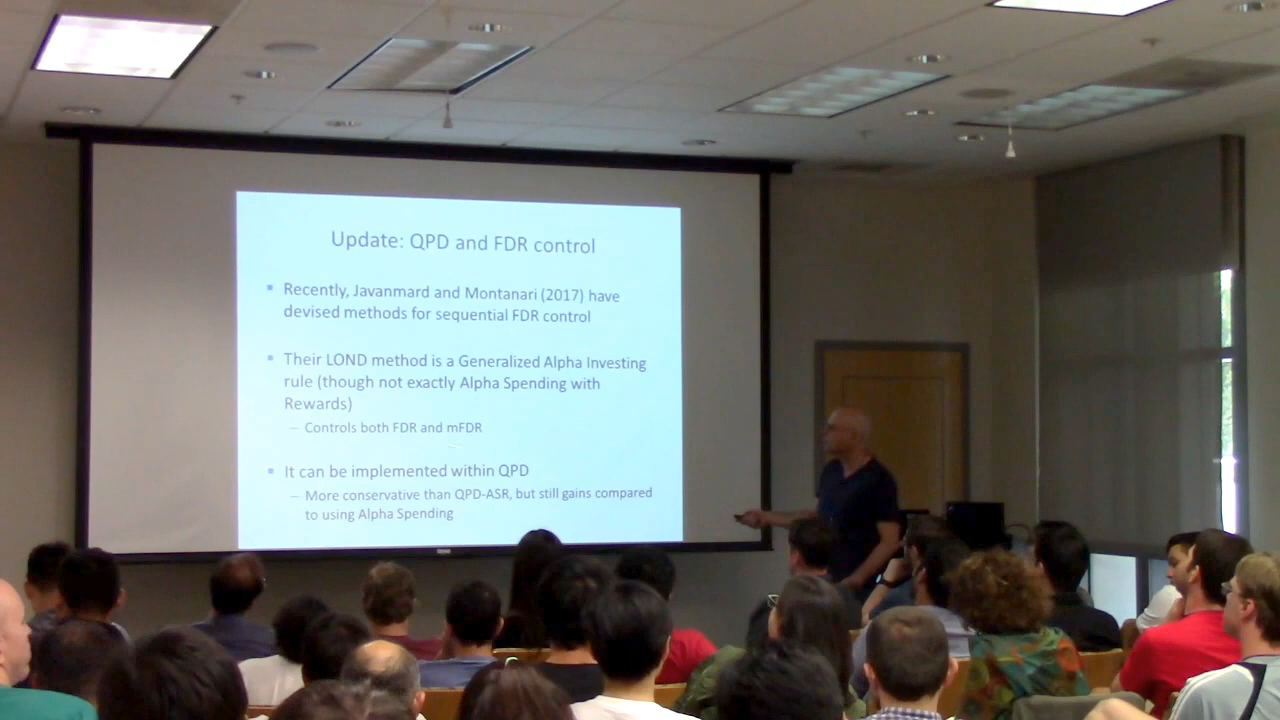 Update: QPD and FDR control
▪ Recently, Javanmard and Montanari (2017) have
devised methods for sequential FDR control
▪ Their LOND method is a Generalized Alpha Investing
rule (though not exactly Alpha Spending with
Rewards)
– Controls both FDR and mFDR
▪ It can be implemented within QPD
– More conservative than QPD-ASR, but still gains compared
to using Alpha Spending